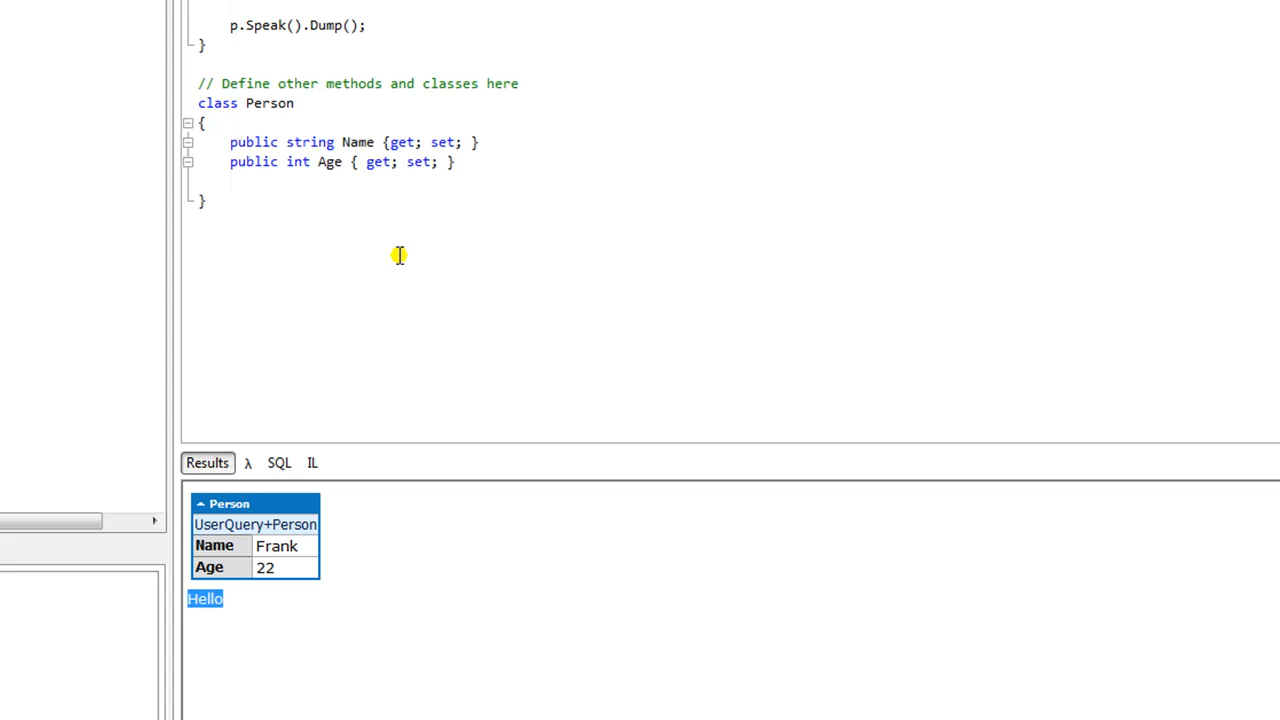 p.Speak().Dump();
}
// Define other methods and classes here
class Person
{
public string Name {get; set; }
public int Age { get; set; }
}
Results λ SQL IL
Person
UserQuery+Person
Name Frank
Age 22
Hello